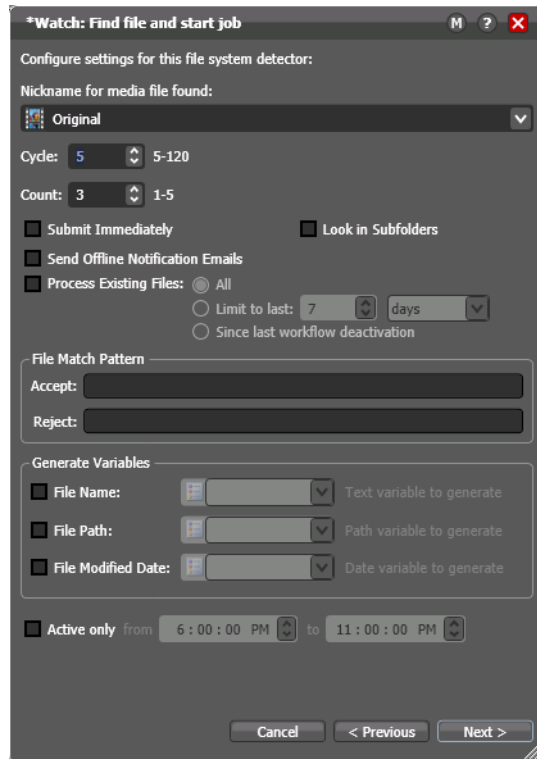 *Watch: Find file and start job M ? X
Configure settings for this file system detector:
Nickname for media file found:
Original
Cycle: 5 5-120
Count: 3 1-5
Submit Immediately Look in Subfolders
Send Offline Notification Emails
Process Existing Files: All
Limit to last: 7 days
Since last workflow deactivation
File Match Pattern
Accept:
Reject:
Generate Variables
File Name: Text variable to generate
File Path: Path variable to generate
File Modified Date: Date variable to generate
Active only from 6 : 00 : 00 PM to 11 : 00 : 00 PM
Cancel < Previous Next >